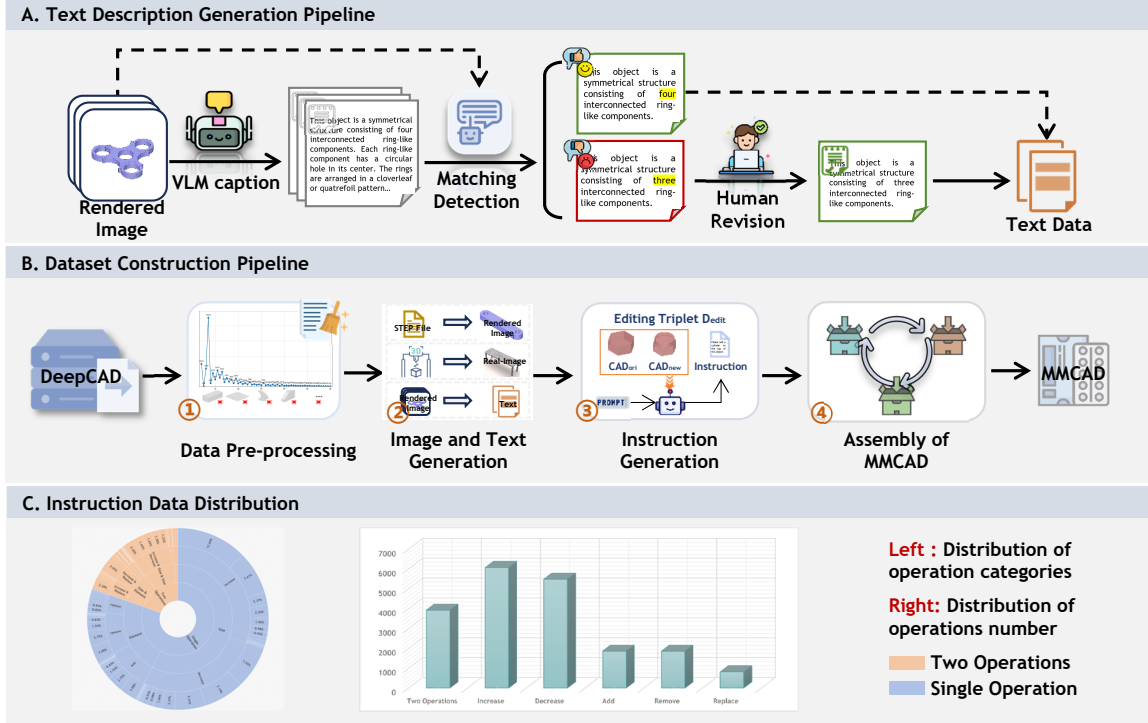 A. Text Description Generation Pipeline
Rendered
Image
VLM caption
This object is a symmetrical
structure consisting of four
interconnected ring-like
components. Each ring-like
component has a circular
hole in its center. The rings
are arranged in a cloverleaf
or quatrefoil pattern...
Matching
Detection
This object is a
symmetrical structure
consisting of four
interconnected ring-
like components.
This object is a
symmetrical structure
consisting of three
interconnected ring-
like components.
Human
Revision
This object is a
symmetrical structure
consisting of three
interconnected ring-
like components.
Text Data
B. Dataset Construction Pipeline
DeepCAD
1
Data Pre-processing
STEP File
Rendered
Image
3D
Real-Image
Rendered
Image
Text
2
Image and Text
Generation
Editing Triplet Dedit
CADori
CADnew
Instruction
PROMPT
3
Instruction
Generation
4
Assembly of
MMCAD
MMCAD
C. Instruction Data Distribution
7000
6000
5000
4000
3000
2000
1000
0
Two Operations
Increase
Decrease
Add
Remove
Replace
Left : Distribution of
operation categories
Right: Distribution of
operations number
Two Operations
Single Operation